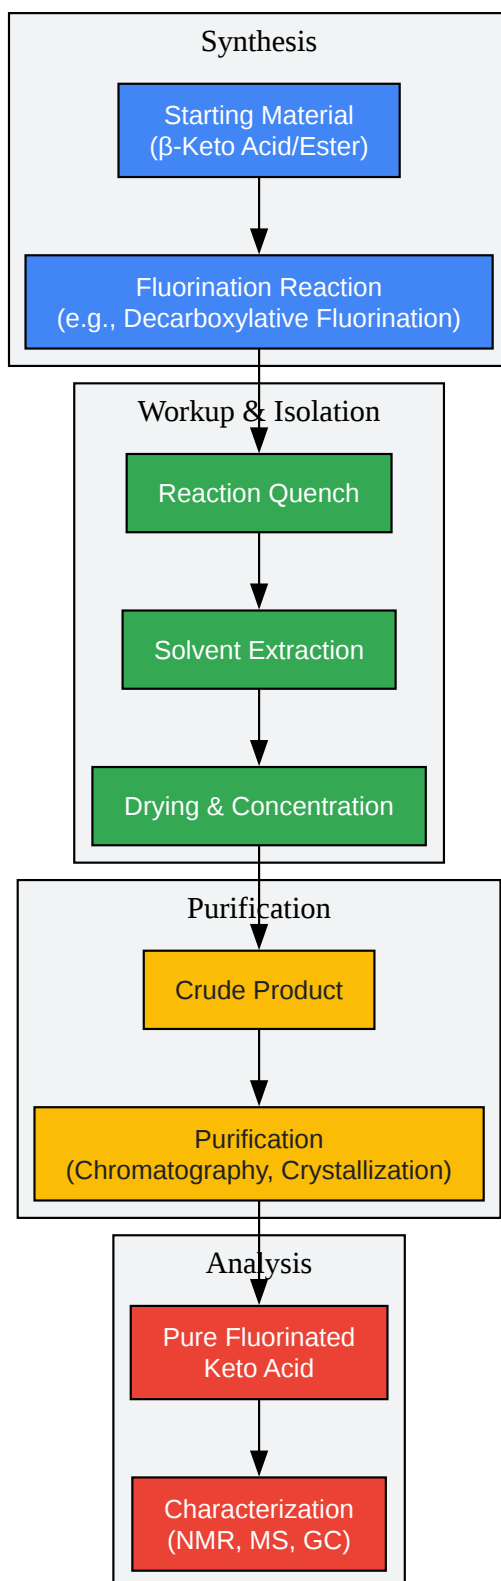 Synthesis
Starting Material
(β-Keto Acid/Ester)
Fluorination Reaction
(e.g., Decarboxylative Fluorination)
Workup & Isolation
Reaction Quench
Solvent Extraction
Drying & Concentration
Purification
Crude Product
Purification
(Chromatography, Crystallization)
Analysis
Pure Fluorinated
Keto Acid
Characterization
(NMR, MS, GC)